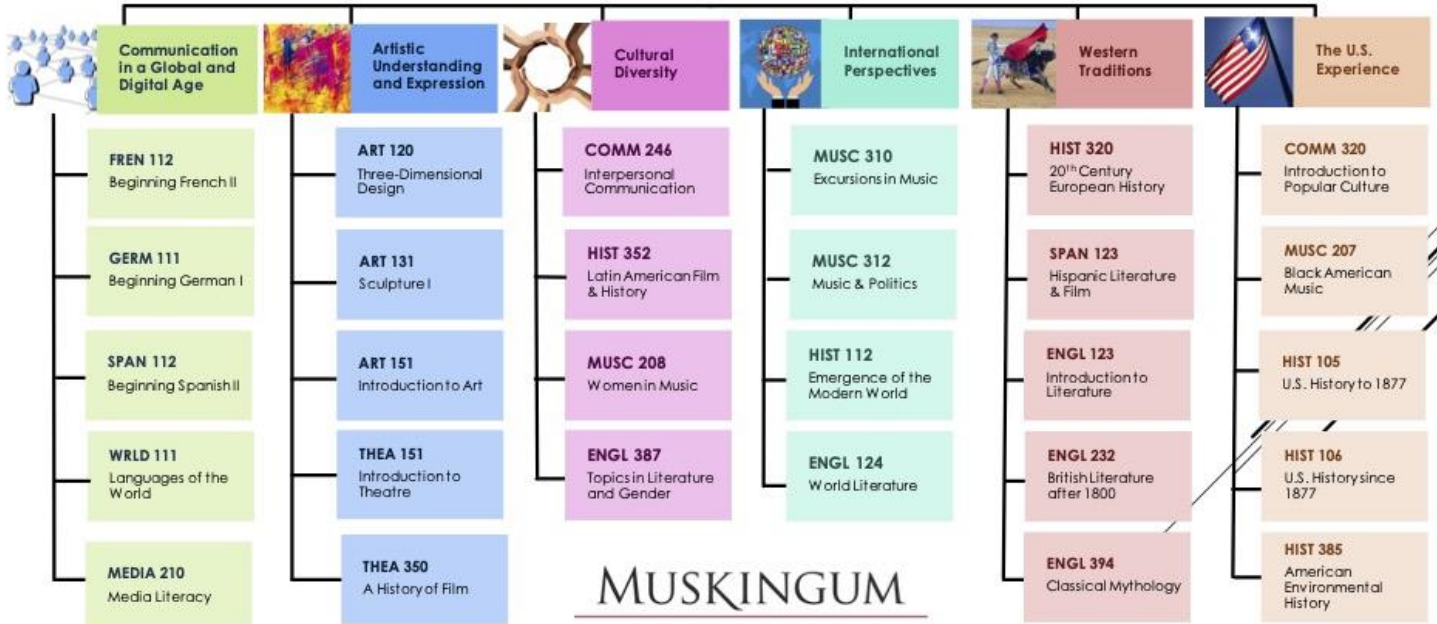 Communication
in a Global and
Digital Age
FREN 112
Beginning French II
GERM 111
Beginning German I
SPAN 112
Beginning Spanish II
WRLD 111
Languages of the
World
MEDIA 210
Media Literacy
Artistic
Understanding
and Expression
ART 120
Three-Dimensional
Design
ART 131
Sculpture I
ART 151
Introduction to Art
THEA 151
Introduction to
Theatre
THEA 350
A History of Film
Cultural
Diversity
COMM 246
Interpersonal
Communication
HIST 352
Latin American Film
& History
MUSC 208
Women in Music
ENGL 387
Topics in Literature
and Gender
International
Perspectives
MUSC 310
Excursions in Music
MUSC 312
Music & Politics
HIST 112
Emergence of the
Modern World
ENGL 124
World Literature
Western
Traditions
HIST 320
20th Century
European History
SPAN 123
Hispanic Literature
& Film
ENGL 123
Introduction to
Literature
ENGL 232
British Literature
after 1800
ENGL 394
Classical Mythology
The U.S.
Experience
COMM 320
Introduction to
Popular Culture
MUSC 207
Black American
Music
HIST 105
U.S. History to 1877
HIST 106
U.S. History since
1877
HIST 385
American
Environmental
History
MUSKINGUM